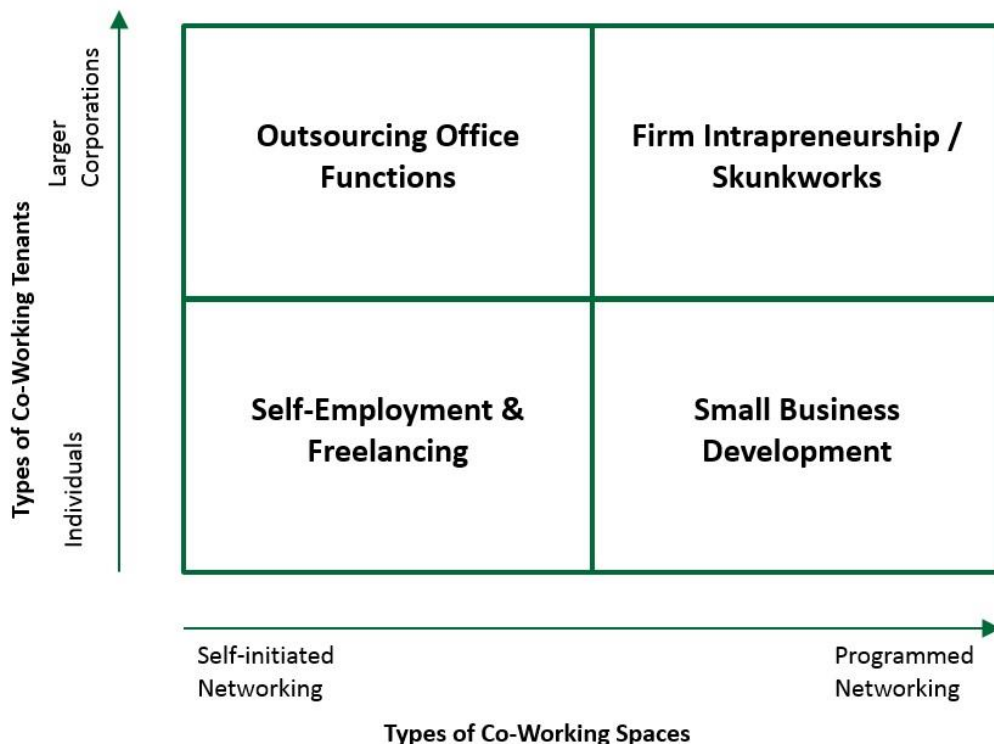 Types of Co-Working Tenants
Larger
Corporations
Individuals
Outsourcing Office
Functions
Firm Intrapreneurship /
Skunkworks
Self-Employment &
Freelancing
Small Business
Development
Self-initiated
Networking
Programmed
Networking
Types of Co-Working Spaces